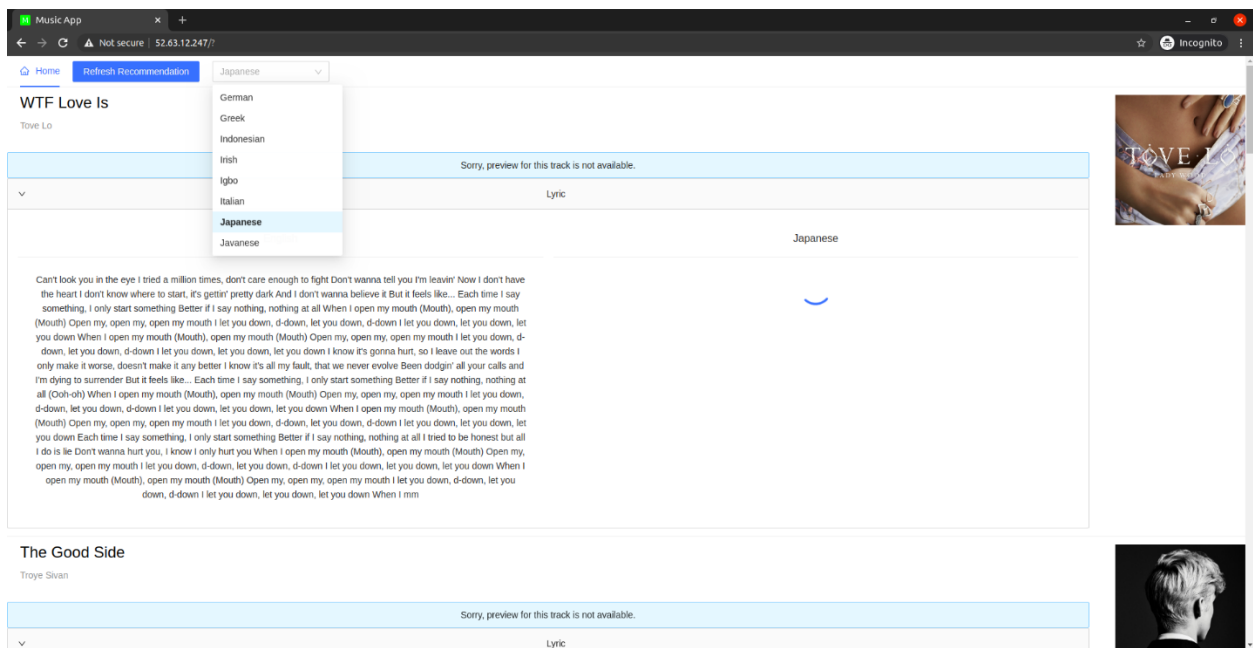 M Music App
Not secure | 52.63.12.247/?
Incognito
Home
Refresh Recommendation
Japanese
German
Greek
Indonesian
Irish
Igbo
Italian
Japanese
Javanese
WTF Love Is
Tove Lo
Sorry, preview for this track is not available.
Lyric
Japanese
Can't look you in the eye I tried a million times, don't care enough to fight Don't wanna tell you I'm leavin' Now I don't have
the heart I don't know where to start, it's gettin' pretty dark And I don't wanna believe it But it feels like... Each time I say
something, I only start something Better if I say nothing, nothing at all When I open my mouth (Mouth), open my mouth
(Mouth) Open my, open my, open my mouth I let you down, d-down, let you down, d-down I let you down, let you down, let
you down When I open my mouth (Mouth), open my mouth (Mouth) Open my, open my, open my mouth I let you down, d-
down, let you down, d-down I let you down, let you down, let you down I know it's gonna hurt, so I leave out the words I
only make it worse, doesn't make it any better I know it's all my fault, that we never evolve Been dodgin' all your calls and
I'm dying to surrender But it feels like... Each time I say something, I only start something Better if I say nothing, nothing at
all (Ooh-oh) When I open my mouth (Mouth), open my mouth (Mouth) Open my, open my, open my mouth I let you down,
d-down, let you down, d-down I let you down, let you down, let you down When I open my mouth (Mouth), open my mouth
(Mouth) Open my, open my, open my mouth I let you down, d-down, let you down, d-down I let you down, let you down, let
you down Each time I say something, I only start something Better if I say nothing, nothing at all I tried to be honest but all
I do is lie Don't wanna hurt you, I know I only hurt you When I open my mouth (Mouth), open my mouth (Mouth) Open my,
open my, open my mouth I let you down, d-down, let you down, d-down I let you down, let you down, let you down When I
open my mouth (Mouth), open my mouth (Mouth) Open my, open my, open my mouth I let you down, d-down, let you
down, d-down I let you down, let you down, let you down When I mm
TOVE LO
LADY WOOD
The Good Side
Troye Sivan
Sorry, preview for this track is not available.
Lyric